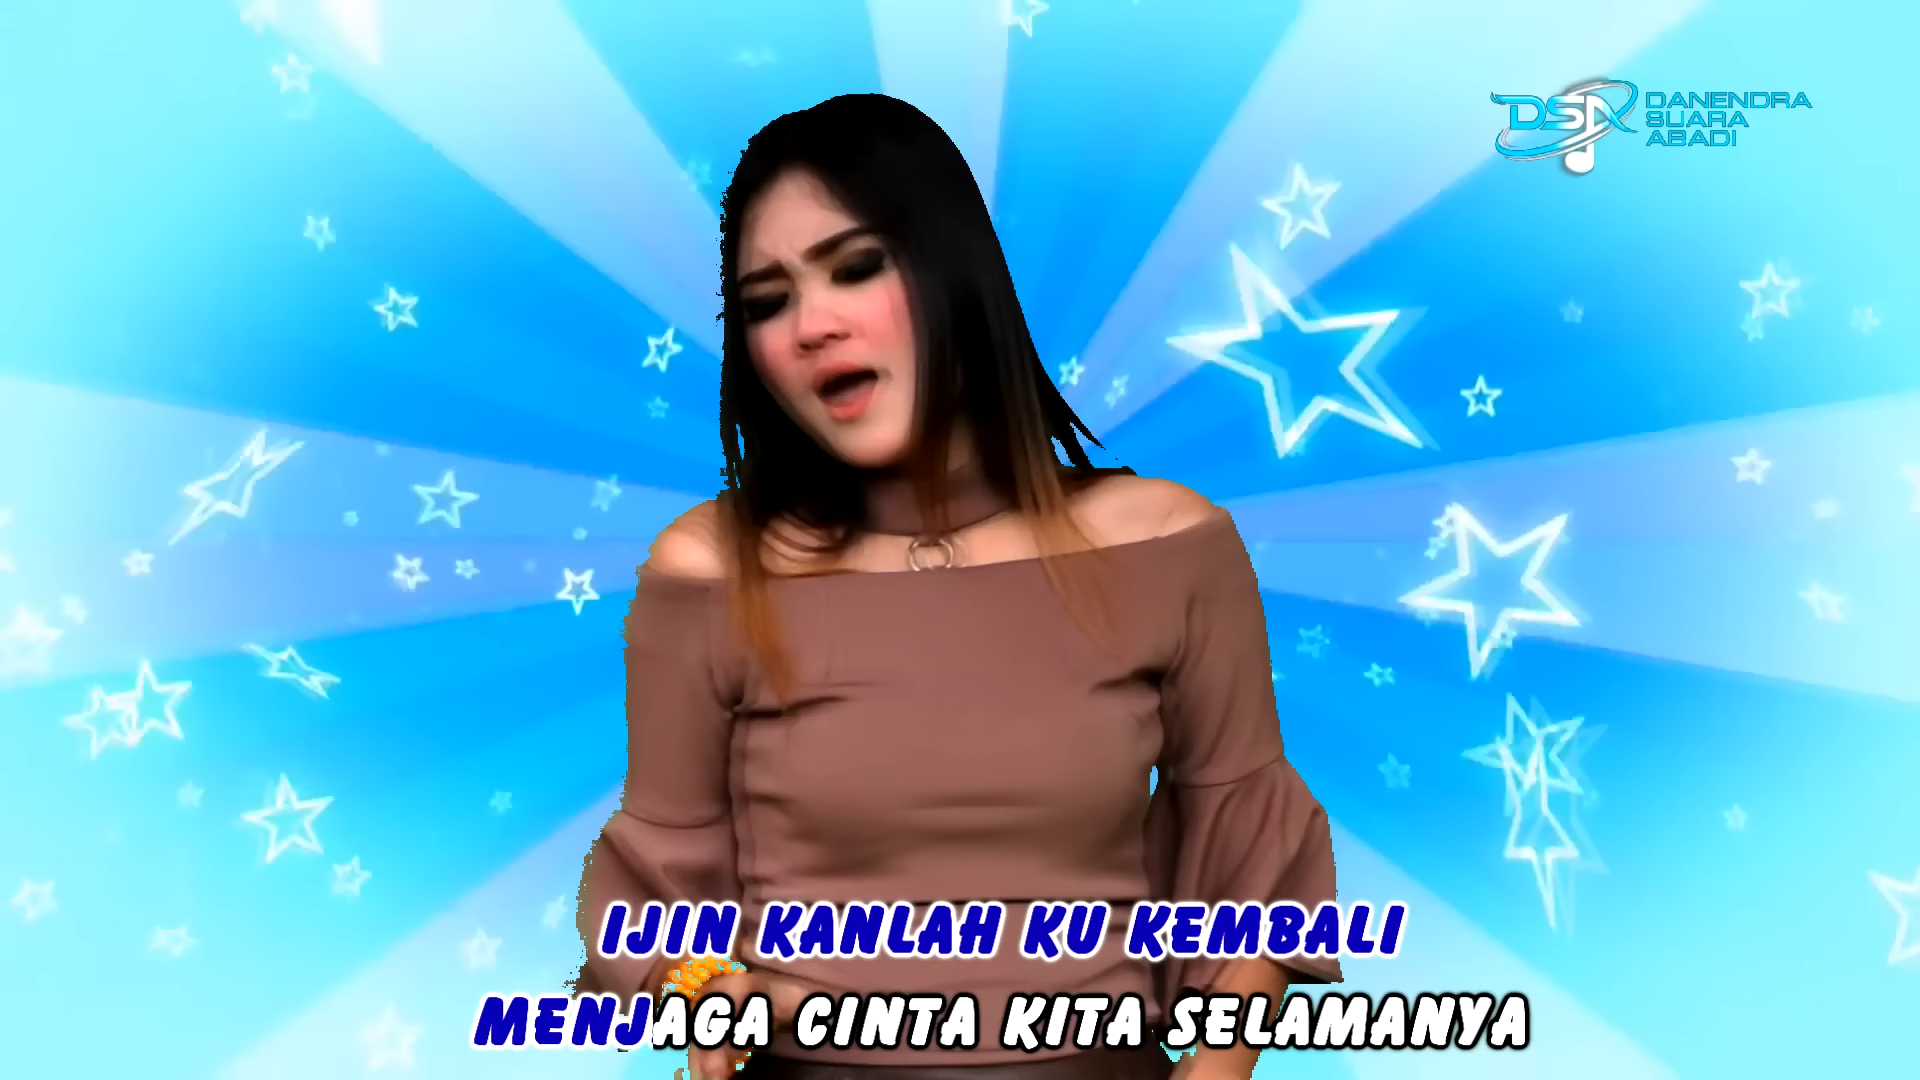 DSA
DANENDRA
SUARA
ABADI
IJIN KANLAH KU KEMBALI
MENJAGA CINTA KITA SELAMANYA